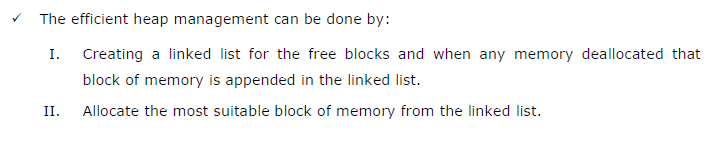 ✓ The efficient heap management can be done by:
I. Creating a linked list for the free blocks and when any memory deallocated that
block of memory is appended in the linked list.
II. Allocate the most suitable block of memory from the linked list.